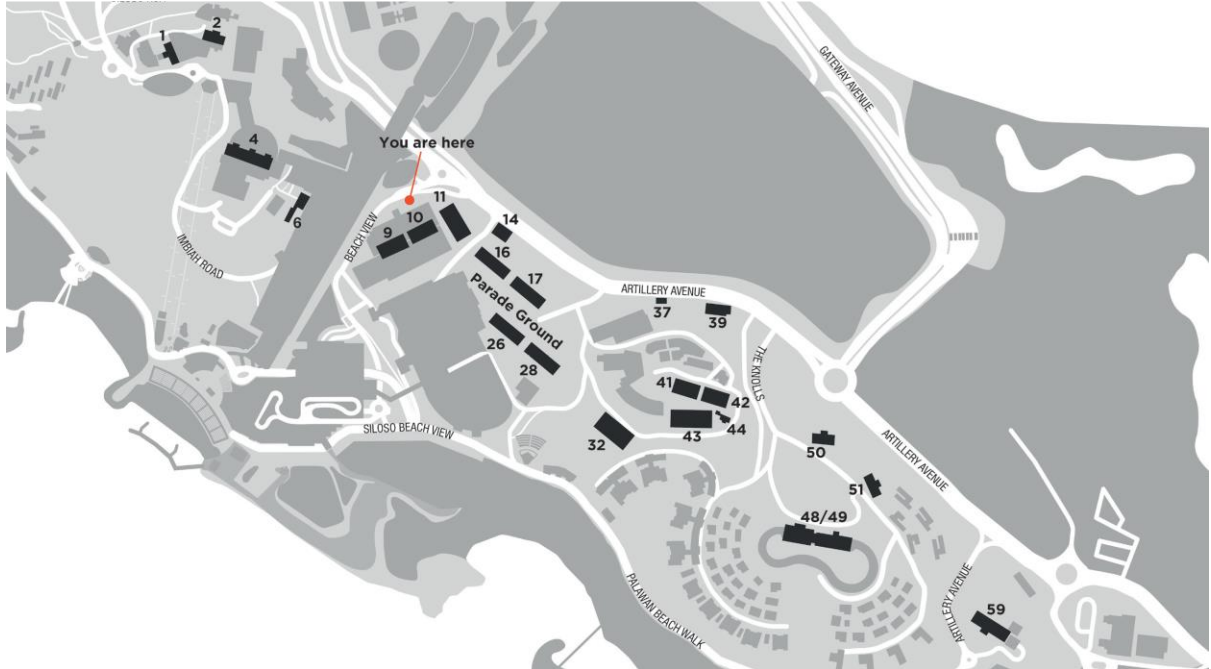 1
2
GATEWAY AVENUE
You are here
4
6
BEACH VIEW
11
10
9
14
16
17
IMBIAH ROAD
Parade Ground
ARTILLERY AVENUE
37
39
26
28
THE KNOLLS
41
42
43
44
32
SILOSO BEACH VIEW
50
ARTILLERY AVENUE
51
48/49
PALAWAN BEACH WALK
ARTILLERY AVENUE
59